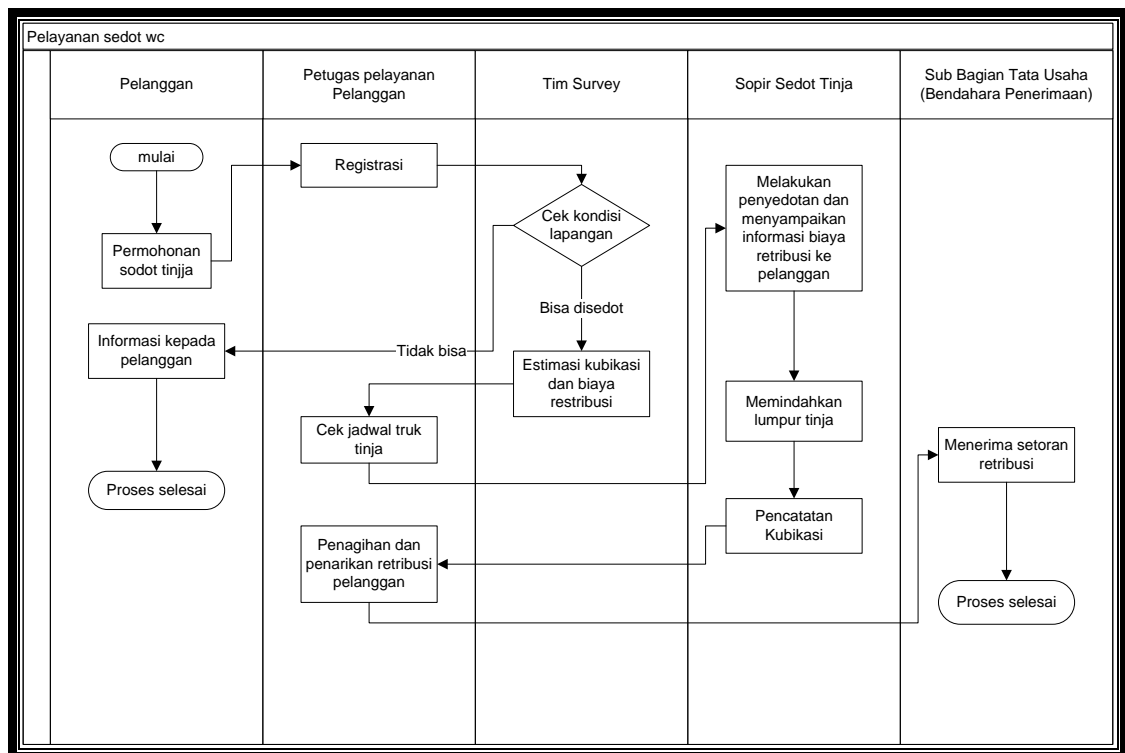 Pelayanan sedot wc
Pelanggan
Petugas pelayanan
Pelanggan
Tim Survey
Sopir Sedot Tinja
Sub Bagian Tata Usaha
(Bendahara Penerimaan)
mulai
Permohonan
sodot tinjja
Registrasi
Cek kondisi
lapangan
Bisa disedot
Tidak bisa
Informasi kepada
pelanggan
Proses selesai
Estimasi kubikasi
dan biaya
restribusi
Cek jadwal truk
tinja
Melakukan
penyedotan dan
menyampaikan
informasi biaya
retribusi ke
pelanggan
Memindahkan
lumpur tinja
Pencatatan
Kubikasi
Penagihan dan
penarikan retribusi
pelanggan
Menerima setoran
retribusi
Proses selesai